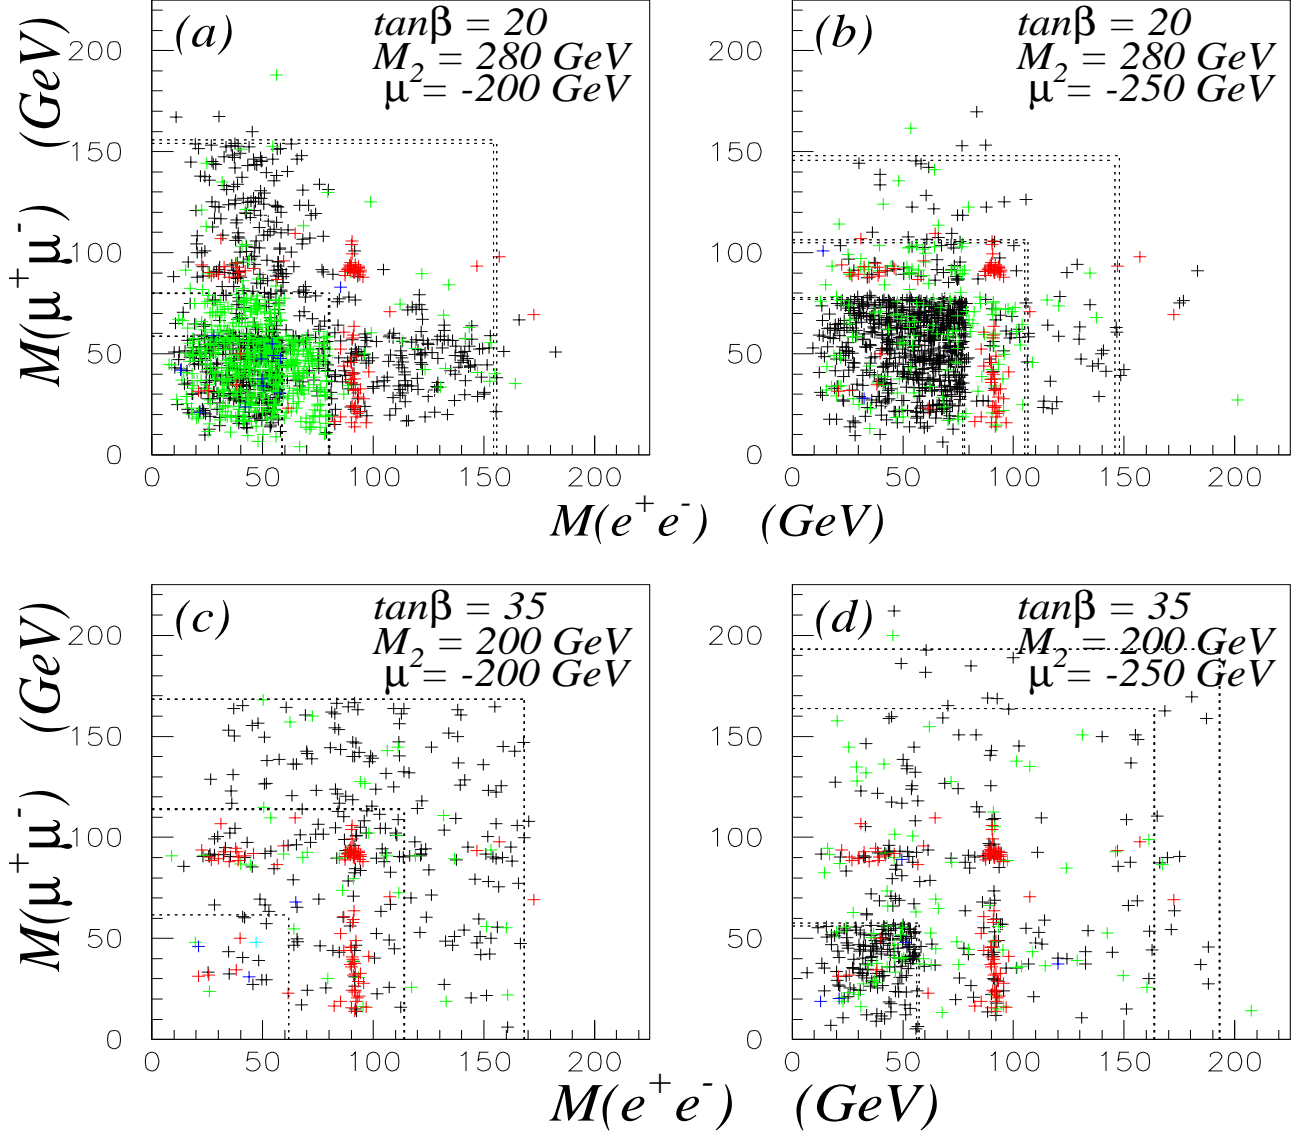 (a)
tanβ = 20
M₂ = 280 GeV
μ² = -200 GeV
M(μ⁺μ⁻) (GeV)
200
150
100
50
0
0 50 100 150 200
(b)
tanβ = 20
M₂ = 280 GeV
μ² = -250 GeV
200
150
100
50
0
0 50 100 150 200
M(e⁺e⁻) (GeV)
(c)
tanβ = 35
M₂ = 200 GeV
μ² = -200 GeV
M(μ⁺μ⁻) (GeV)
200
150
100
50
0
0 50 100 150 200
(d)
tanβ = 35
M₂ = 200 GeV
μ² = -250 GeV
200
150
100
50
0
0 50 100 150 200
M(e⁺e⁻) (GeV)